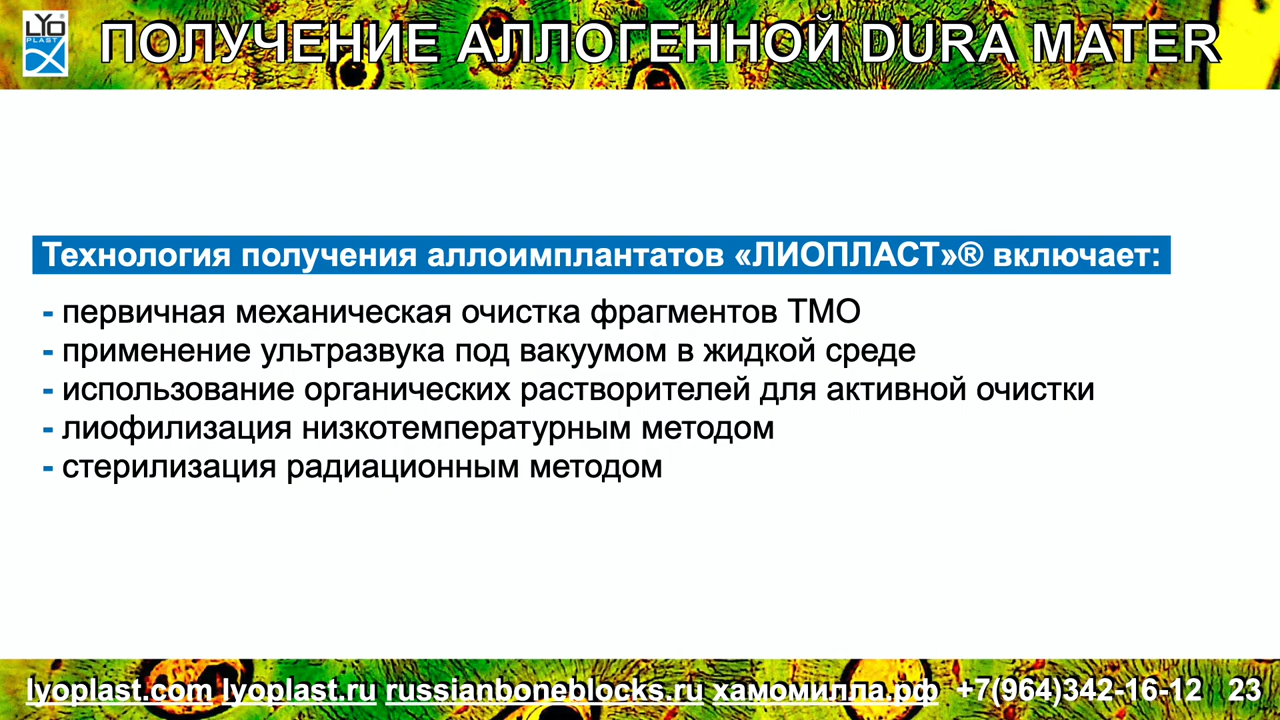 LYO
PLAST
ПОЛУЧЕНИЕ АЛЛОГЕННОЙ DURA MATER
Технология получения аллоимплантатов «ЛИОПЛАСТ»® включает:
- первичная механическая очистка фрагментов ТМО
- применение ультразвука под вакуумом в жидкой среде
- использование органических растворителей для активной очистки
- лиофилизация низкотемпературным методом
- стерилизация радиационным методом
lyoplast.com lyoplast.ru russianboneblocks.ru хамомилла.рф +7(964)342-16-12 23